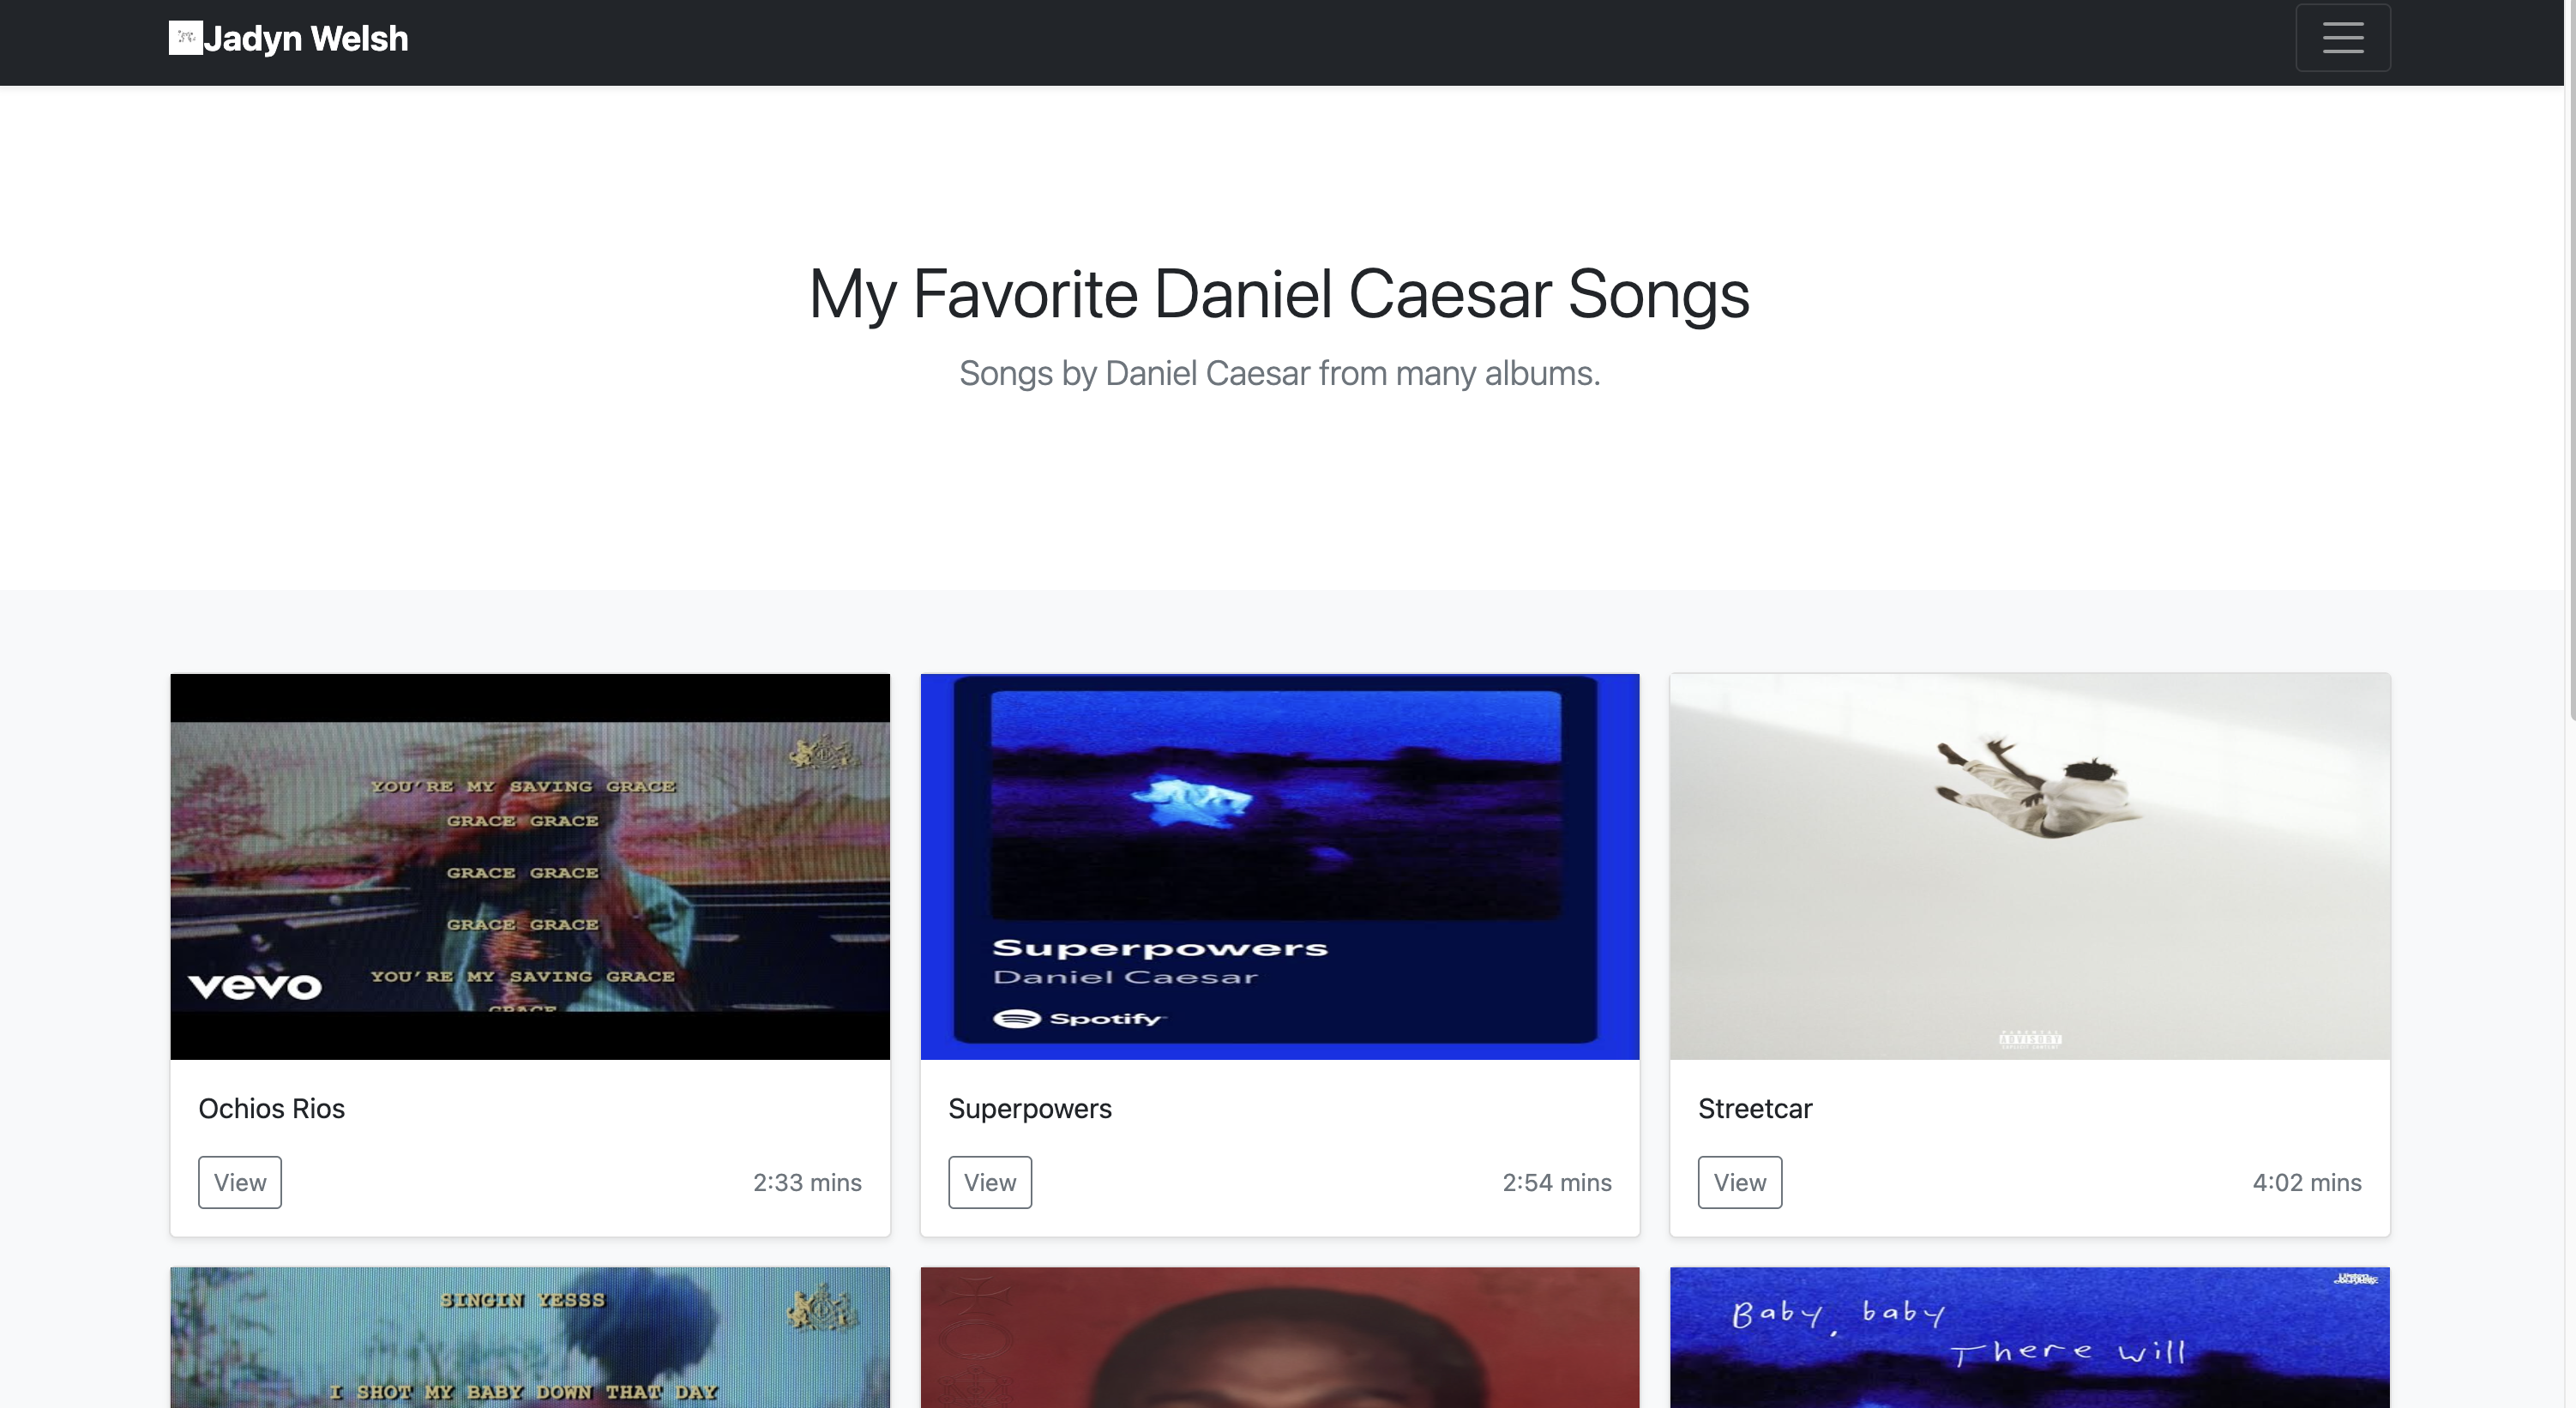 Jadyn Welsh
My Favorite Daniel Caesar Songs
Songs by Daniel Caesar from many albums.
YOU'RE MY SAVING GRACE
GRACE GRACE
GRACE GRACE
GRACE GRACE
YOU'RE MY SAVING GRACE
GRACE
vevo
Superpowers
Daniel Caesar
Spotify
ADVISORY
Ochios Rios
View
2:33 mins
Superpowers
View
2:54 mins
Streetcar
View
4:02 mins
SINGIN YESSS
I SHOT MY BABY DOWN THAT DAY
Baby, baby
There will